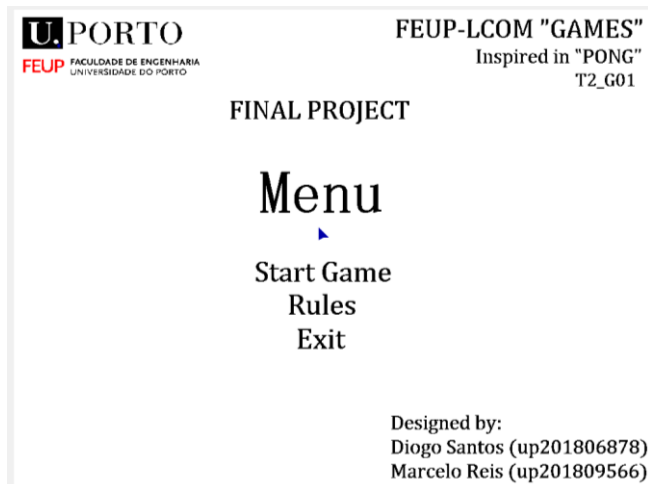 U.PORTO
FEUP FACULDADE DE ENGENHARIA
UNIVERSIDADE DO PORTO
FEUP-LCOM "GAMES"
Inspired in "PONG"
T2_G01
FINAL PROJECT
Menu
Start Game
Rules
Exit
Designed by:
Diogo Santos (up201806878)
Marcelo Reis (up201809566)